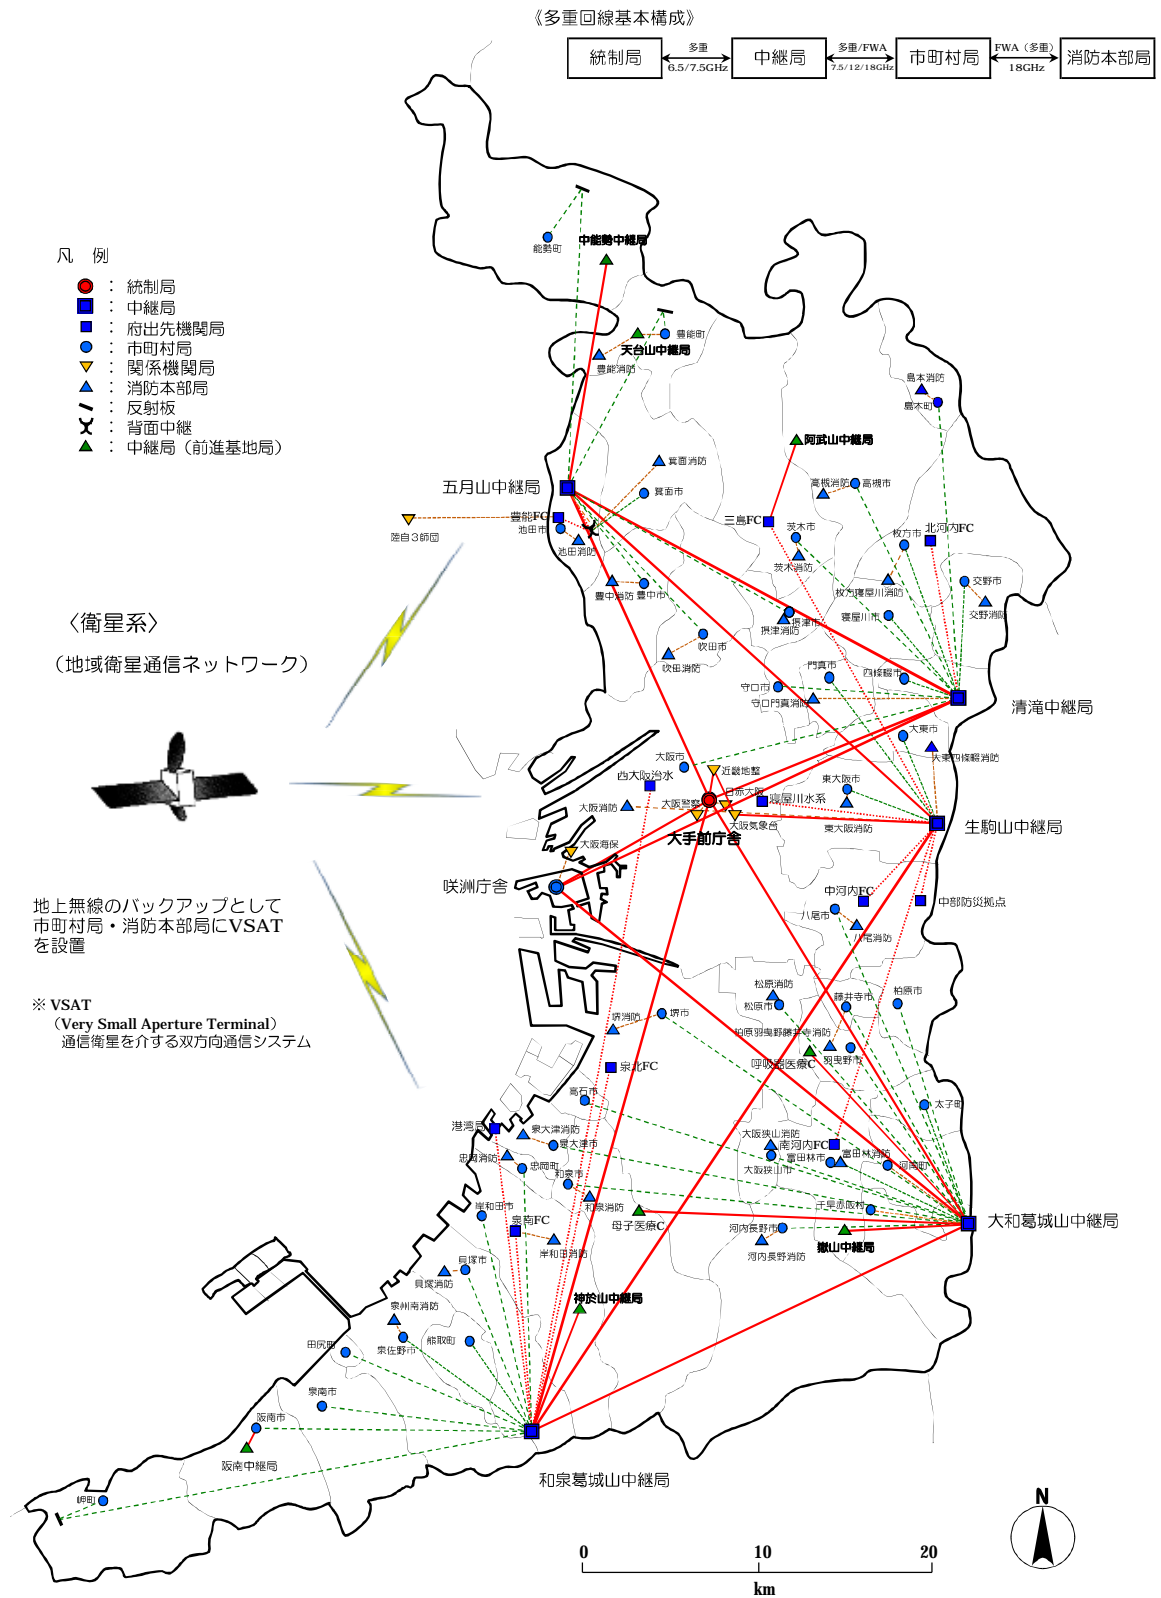 《多重回線基本構成》
統制局
多重
6.5/7.5GHz
中継局
多重/FWA
7.5/12/18GHz
市町村局
FWA（多重）
18GHz
消防本部局
凡　例
： 統制局
： 中継局
： 府出先機関局
： 市町村局
： 関係機関局
： 消防本部局
： 反射板
： 背面中継
： 中継局（前進基地局）
能勢町
中能勢中継局
豊能町
天台山中継局
豊能消防
島本消防
島本町
阿武山中継局
箕面消防
箕面市
五月山中継局
高槻消防
高槻市
豊能FC
池田市
池田消防
陸自３師団
三島FC
茨木市
茨木消防
枚方市
北河内FC
枚方寝屋川消防
交野市
交野消防
豊中消防
豊中市
摂津市
摂津消防
寝屋川市
吹田市
吹田消防
門真市
四條畷市
守口市
守口門真消防
清滝中継局
〈衛星系〉
（地域衛星通信ネットワーク）
大東市
大東四條畷消防
大阪市
近畿地整
西大阪治水
東大阪市
日赤大阪
寝屋川水系
大阪消防
大阪警察
大阪気象台
東大阪消防
生駒山中継局
大手前庁舎
大阪海保
咲洲庁舎
中河内FC
中部防災拠点
八尾市
八尾消防
地上無線のバックアップとして
市町村局・消防本部局にVSAT
を設置
※ VSAT
（Very Small Aperture Terminal）
通信衛星を介する双方向通信システム
松原消防
松原市
藤井寺市
柏原市
堺消防
堺市
柏原羽曳野藤井寺消防
羽曳野市
呼吸器医療C
泉北FC
高石市
太子町
港湾局
泉大津消防
泉大津市
大阪狭山消防
南河内FC
大阪狭山市
富田林市
富田林消防
河南町
忠岡消防
忠岡町
和泉市
和泉消防
千早赤阪村
岸和田市
泉南FC
岸和田消防
母子医療C
河内長野市
河内長野消防
嶽山中継局
大和葛城山中継局
貝塚市
貝塚消防
神於山中継局
泉州南消防
泉佐野市
熊取町
田尻町
泉南市
阪南市
阪南中継局
和泉葛城山中継局
岬町
N
0
10
20
km